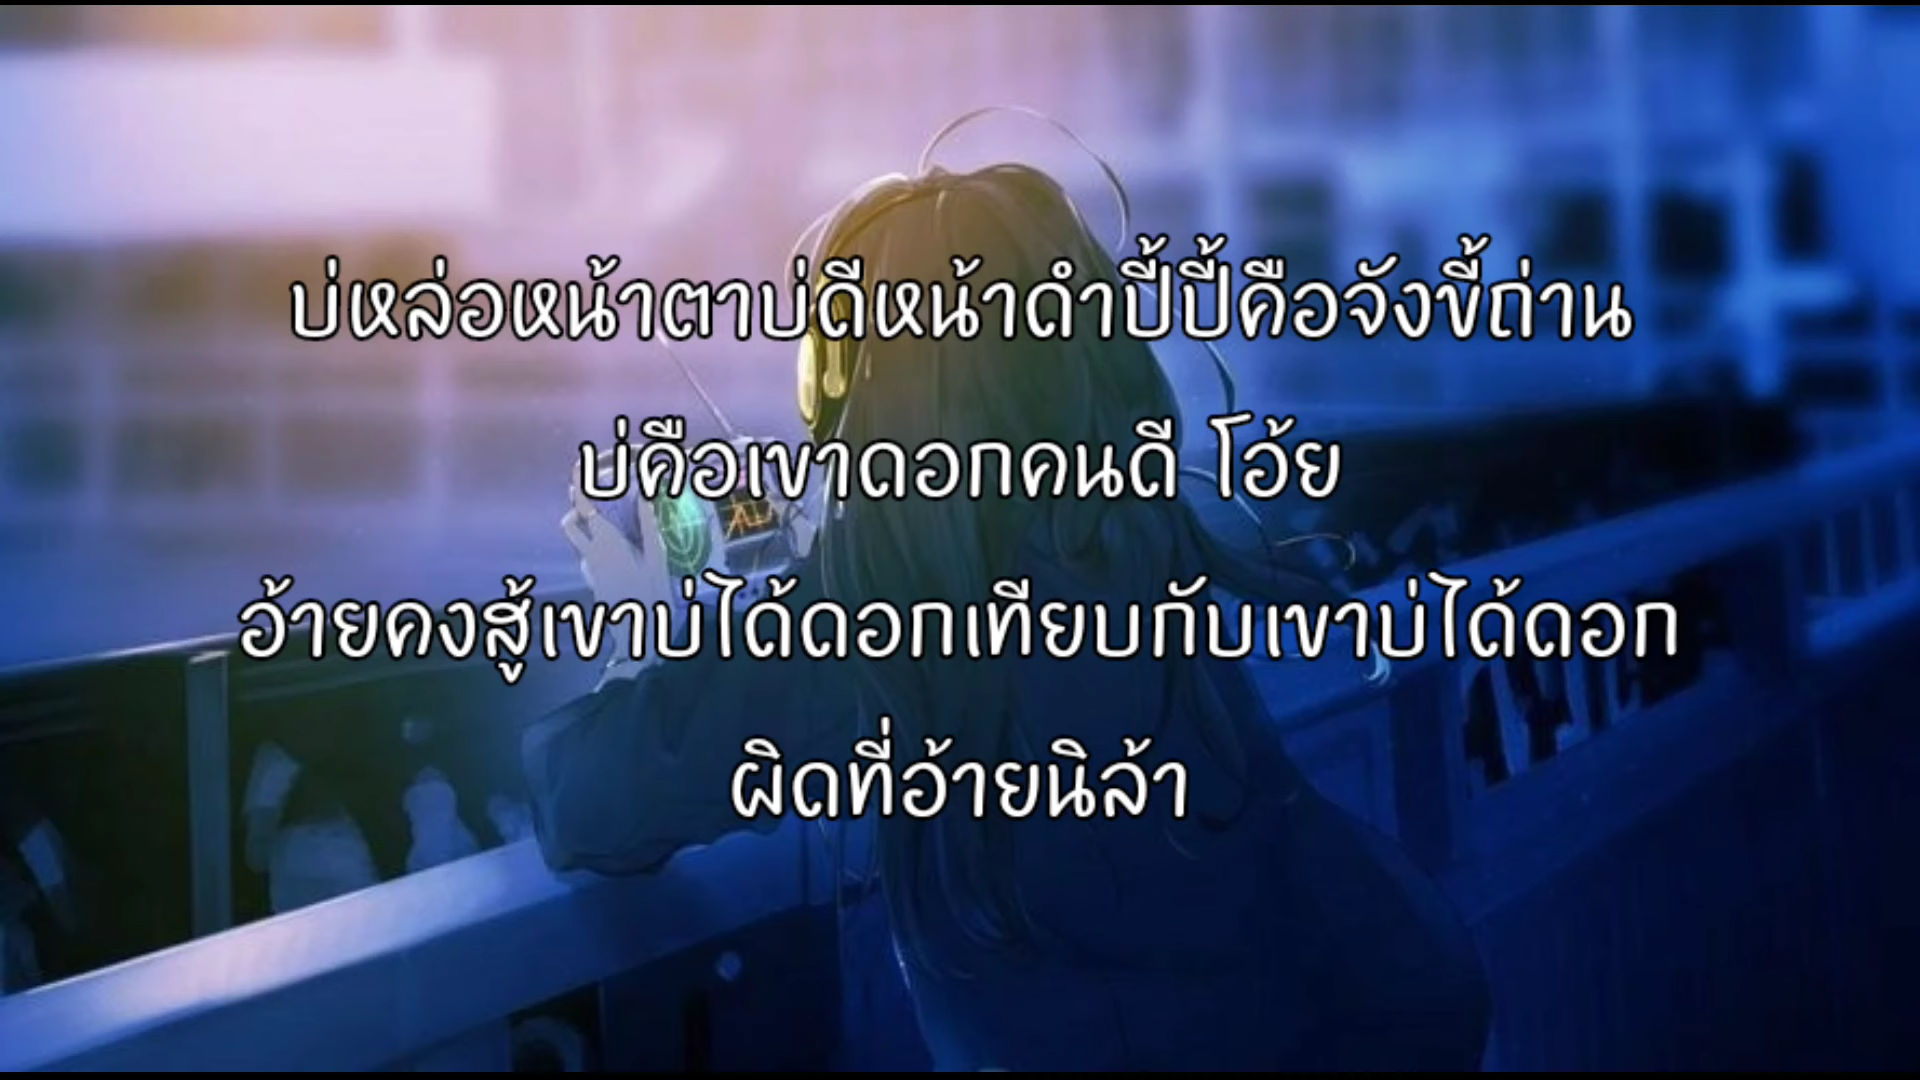 บ่หล่อหน้าตาบ่ดีหน้าดำปี้ปี้คือจังขี้ถ่าน
บ่คือเขาดอกคนดี โอ้ย
อ้ายคงสู้เขาบ่ได้ดอกเทียบกับเขาบ่ได้ดอก
ผิดที่อ้ายนิล้า